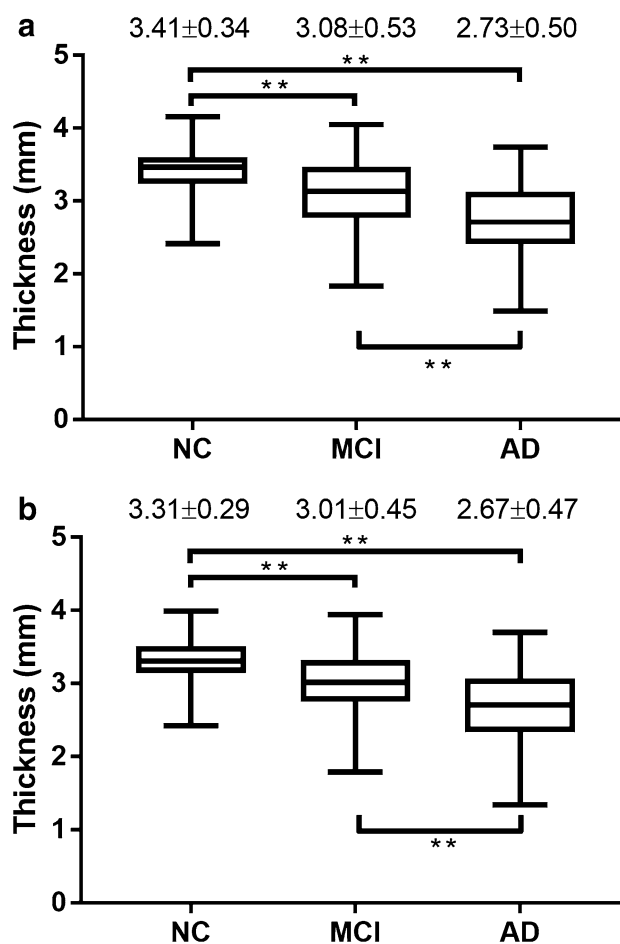 a
3.41±0.34 3.08±0.53 2.73±0.50
**
**
Thickness (mm)
5
4
3
2
1
0
**
NC MCI AD
b
3.31±0.29 3.01±0.45 2.67±0.47
**
**
Thickness (mm)
5
4
3
2
1
0
**
NC MCI AD